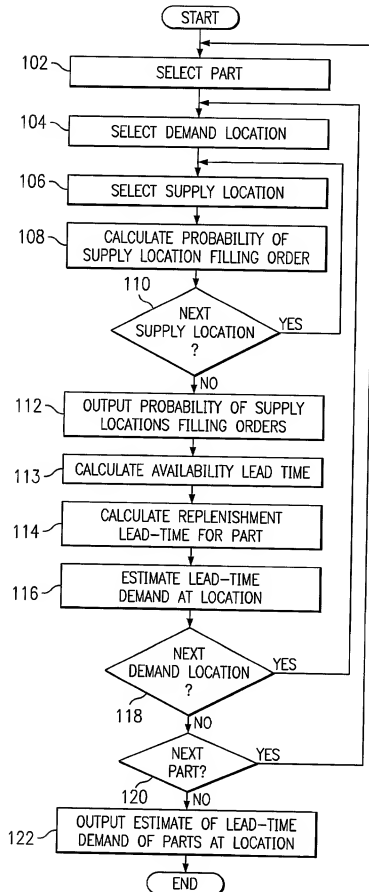 START
102
SELECT PART
104
SELECT DEMAND LOCATION
106
SELECT SUPPLY LOCATION
108
CALCULATE PROBABILITY OF
SUPPLY LOCATION FILLING ORDER
110
NEXT
SUPPLY LOCATION
?
YES
NO
112
OUTPUT PROBABILITY OF SUPPLY
LOCATIONS FILLING ORDERS
113
CALCULATE AVAILABILITY LEAD TIME
114
CALCULATE REPLENISHMENT
LEAD-TIME FOR PART
116
ESTIMATE LEAD-TIME
DEMAND AT LOCATION
NEXT
DEMAND LOCATION
?
YES
118
NO
NEXT
PART?
YES
120
NO
122
OUTPUT ESTIMATE OF LEAD-TIME
DEMAND OF PARTS AT LOCATION
END